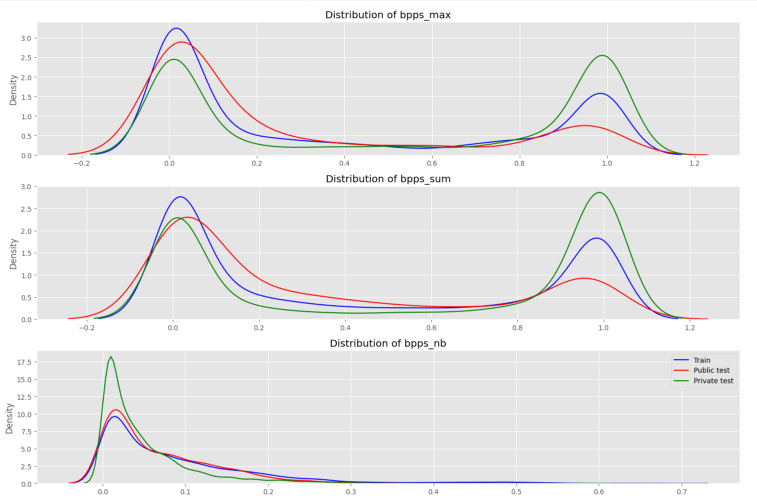 Distribution of bpps_max
Density
3.0
2.5
2.0
1.5
1.0
0.5
0.0
−0.2 0.0 0.2 0.4 0.6 0.8 1.0 1.2
Distribution of bpps_sum
Density
3.0
2.5
2.0
1.5
1.0
0.5
0.0
−0.2 0.0 0.2 0.4 0.6 0.8 1.0 1.2
Distribution of bpps_nb
Density
17.5
15.0
12.5
10.0
7.5
5.0
2.5
0.0
Train
Public test
Private test
0.0 0.1 0.2 0.3 0.4 0.5 0.6 0.7